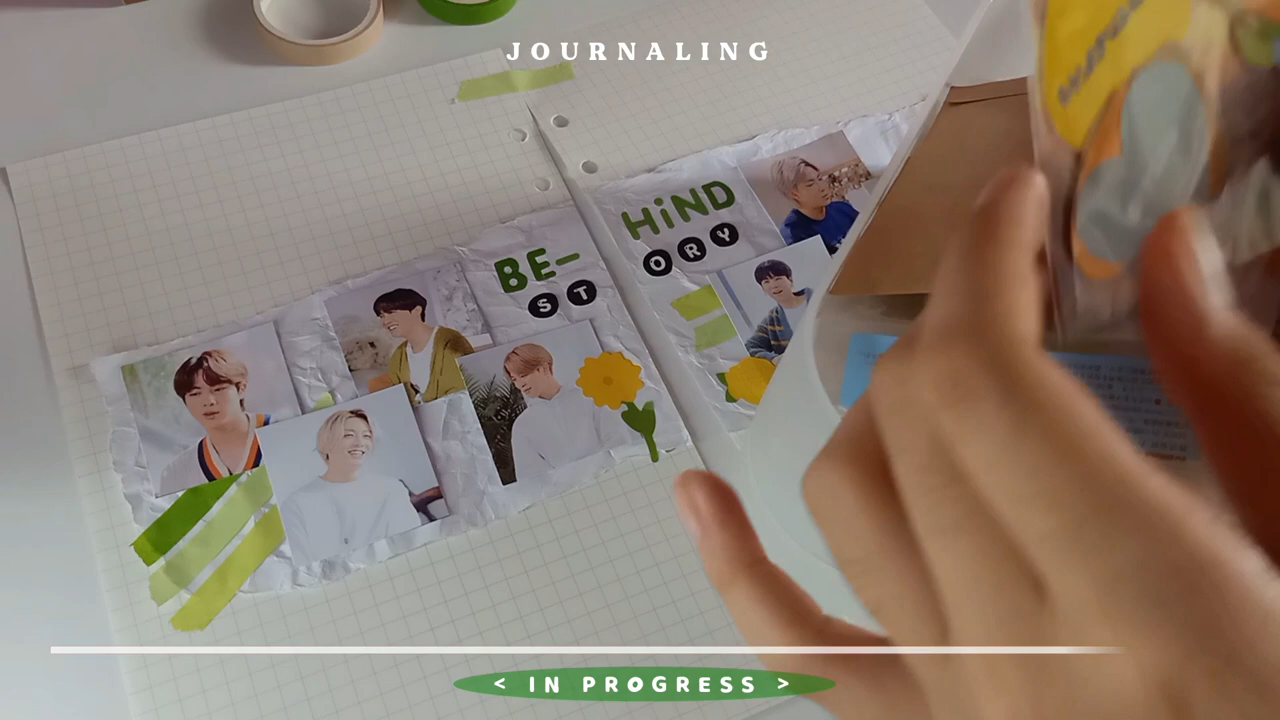 JOURNALING
BE-
HiND
ST
ORY
< IN PROGRESS >